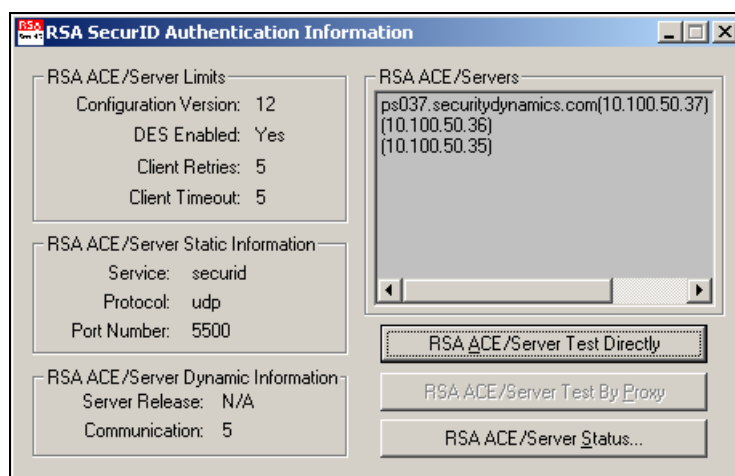 RSA SecurID Authentication Information
RSA ACE/Server Limits
Configuration Version: 12
DES Enabled: Yes
Client Retries: 5
Client Timeout: 5
RSA ACE/Server Static Information
Service: securid
Protocol: udp
Port Number: 5500
RSA ACE/Server Dynamic Information
Server Release: N/A
Communication: 5
RSA ACE/Servers
ps037.securitydynamics.com(10.100.50.37)
(10.100.50.36)
(10.100.50.35)
RSA ACE/Server Test Directly
RSA ACE/Server Test By Proxy
RSA ACE/Server Status...